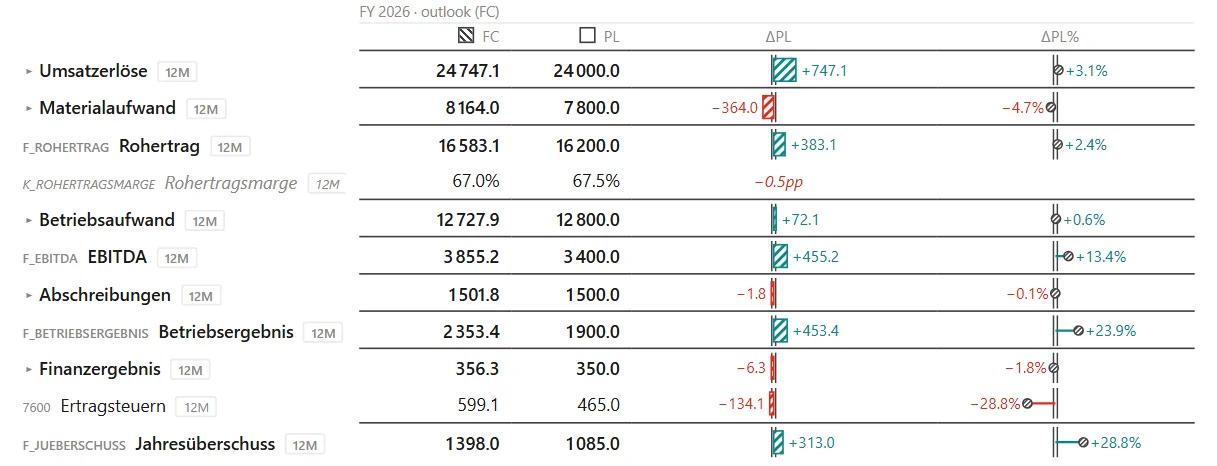 FY 2026 · outlook (FC)
FC PL ΔPL ΔPL%
▸ Umsatzerlöse 12M 24 747.1 24 000.0 +747.1 +3.1%
▸ Materialaufwand 12M 8 164.0 7 800.0 −364.0 −4.7%
F_ROHERTRAG Rohertrag 12M 16 583.1 16 200.0 +383.1 +2.4%
K_ROHERTRAGSMARGE Rohertragsmarge 12M 67.0% 67.5% −0.5pp
▸ Betriebsaufwand 12M 12 727.9 12 800.0 +72.1 +0.6%
F_EBITDA EBITDA 12M 3 855.2 3 400.0 +455.2 +13.4%
▸ Abschreibungen 12M 1 501.8 1 500.0 −1.8 −0.1%
F_BETRIEBSERGEBNIS Betriebsergebnis 12M 2 353.4 1 900.0 +453.4 +23.9%
▸ Finanzergebnis 12M 356.3 350.0 −6.3 −1.8%
7600 Ertragsteuern 12M 599.1 465.0 −134.1 −28.8%
F_JUEBERSCHUSS Jahresüberschuss 12M 1 398.0 1 085.0 +313.0 +28.8%